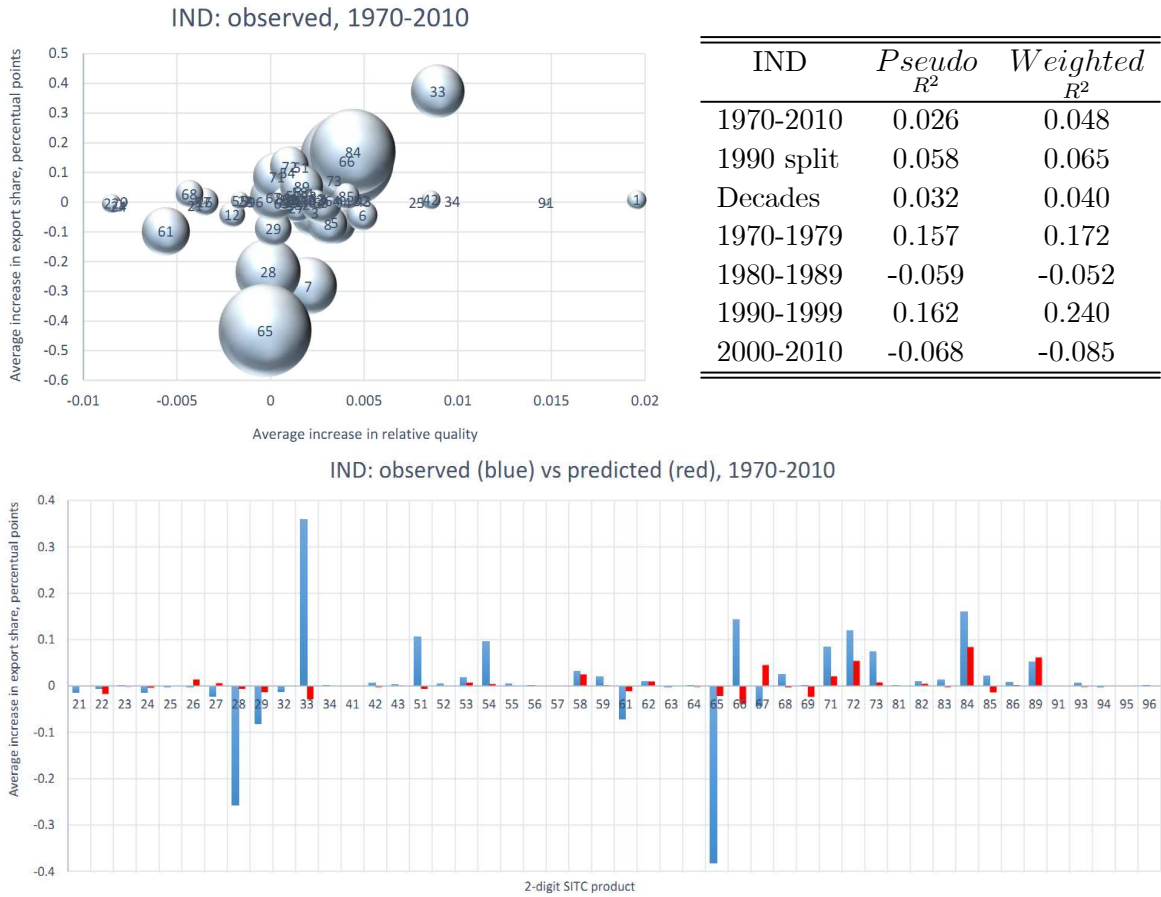 IND: observed, 1970-2010
Average increase in export share, percentual points
0.5
0.4
0.3
0.2
0.1
0
-0.1
-0.2
-0.3
-0.4
-0.5
-0.6
33
84
66
72
51
54
71
73
89
85
68
12
61
29
28
7
65
3
8
5
6
25
42
34
91
1
-0.01 -0.005 0 0.005 0.01 0.015 0.02
Average increase in relative quality
IND Pseudo R² Weighted R²
1970-2010 0.026 0.048
1990 split 0.058 0.065
Decades 0.032 0.040
1970-1979 0.157 0.172
1980-1989 -0.059 -0.052
1990-1999 0.162 0.240
2000-2010 -0.068 -0.085
IND: observed (blue) vs predicted (red), 1970-2010
Average increase in export share, percentual points
0.4
0.3
0.2
0.1
0
-0.1
-0.2
-0.3
-0.4
21 22 23 24 25 26 27 28 29 32 33 34 41 42 43 51 52 53 54 55 56 57 58 59 61 62 63 64 65 66 67 68 69 71 72 73 81 82 83 84 85 86 89 91 93 94 95 96
2-digit SITC product